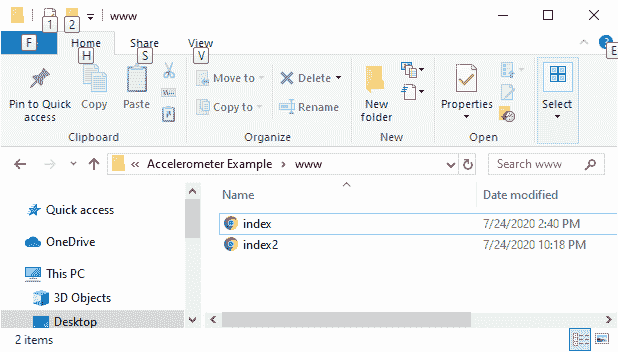 1 2 www
F Home Share View E
H S V
Pin to Quick access
Copy
Paste
Move to
Copy to
Delete
Rename
New folder
Properties
Select
Clipboard Organize New Open
« Accelerometer Example › www
Search www
Name Date modified
Quick access
index 7/24/2020 2:40 PM
OneDrive
index2 7/24/2020 10:18 PM
This PC
3D Objects
Desktop
2 items